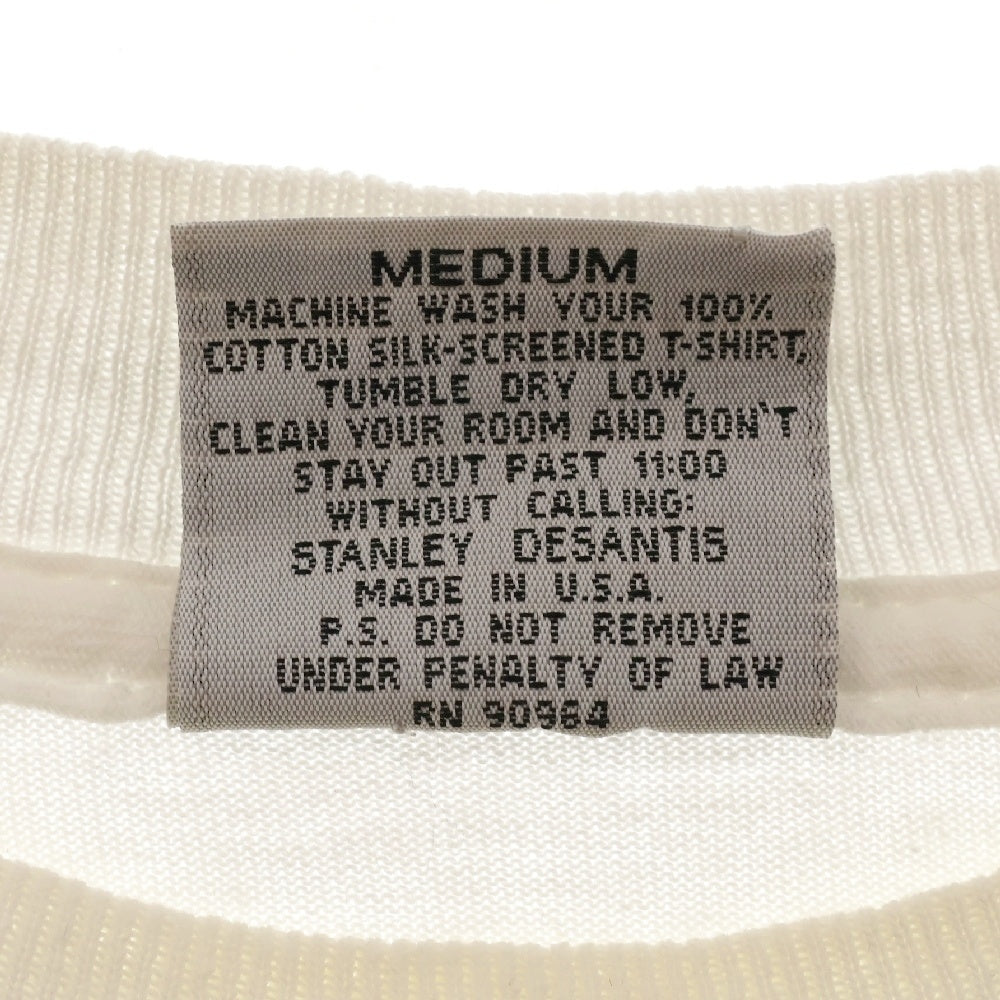 MEDIUM
MACHINE WASH YOUR 100%
COTTON SILK-SCREENED T-SHIRT,
TUMBLE DRY LOW,
CLEAN YOUR ROOM AND DON'T
STAY OUT PAST 11:00
WITHOUT CALLING:
STANLEY DESANTIS
MADE IN U.S.A.
P.S. DO NOT REMOVE
UNDER PENALTY OF LAW
RN 90984